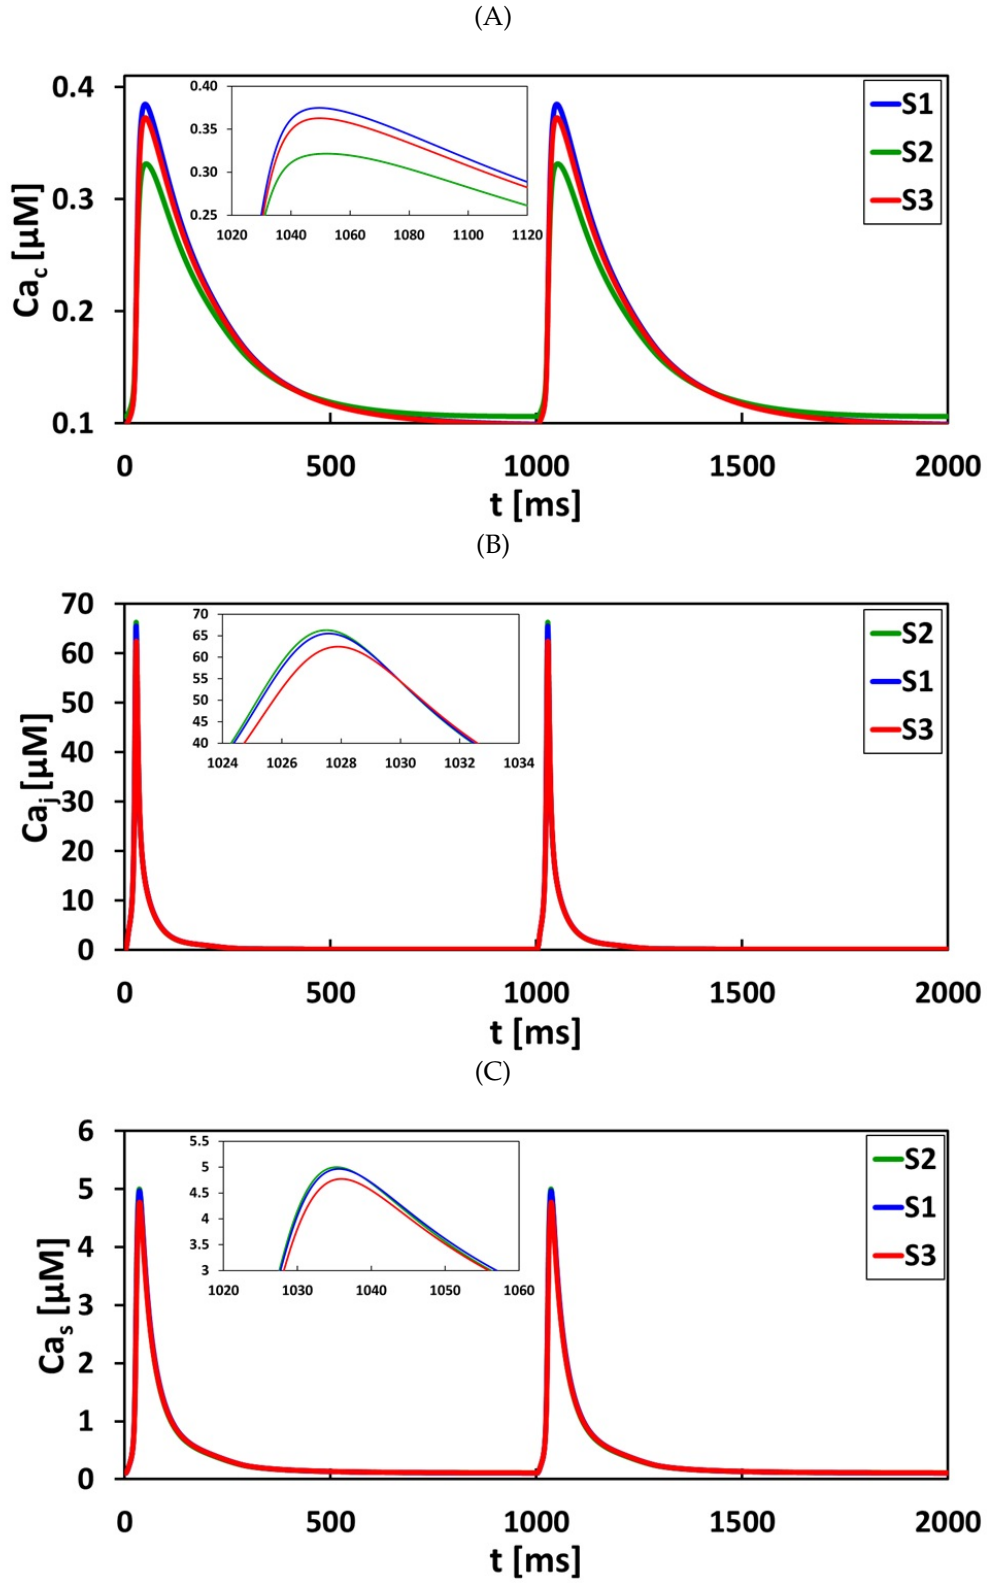 (A)
Ca_c [µM]
0.4
0.3
0.2
0.1
0.40
0.35
0.30
0.25
1020 1040 1060 1080 1100 1120
S1
S2
S3
0 500 1000 1500 2000
t [ms]
(B)
Ca_j [µM]
70
60
50
40
30
20
10
0
70
65
60
55
50
45
40
1024 1026 1028 1030 1032 1034
S2
S1
S3
0 500 1000 1500 2000
t [ms]
(C)
Ca_s [µM]
6
5
4
3
2
1
0
5.5
5
4.5
4
3.5
3
1020 1030 1040 1050 1060
S2
S1
S3
0 500 1000 1500 2000
t [ms]